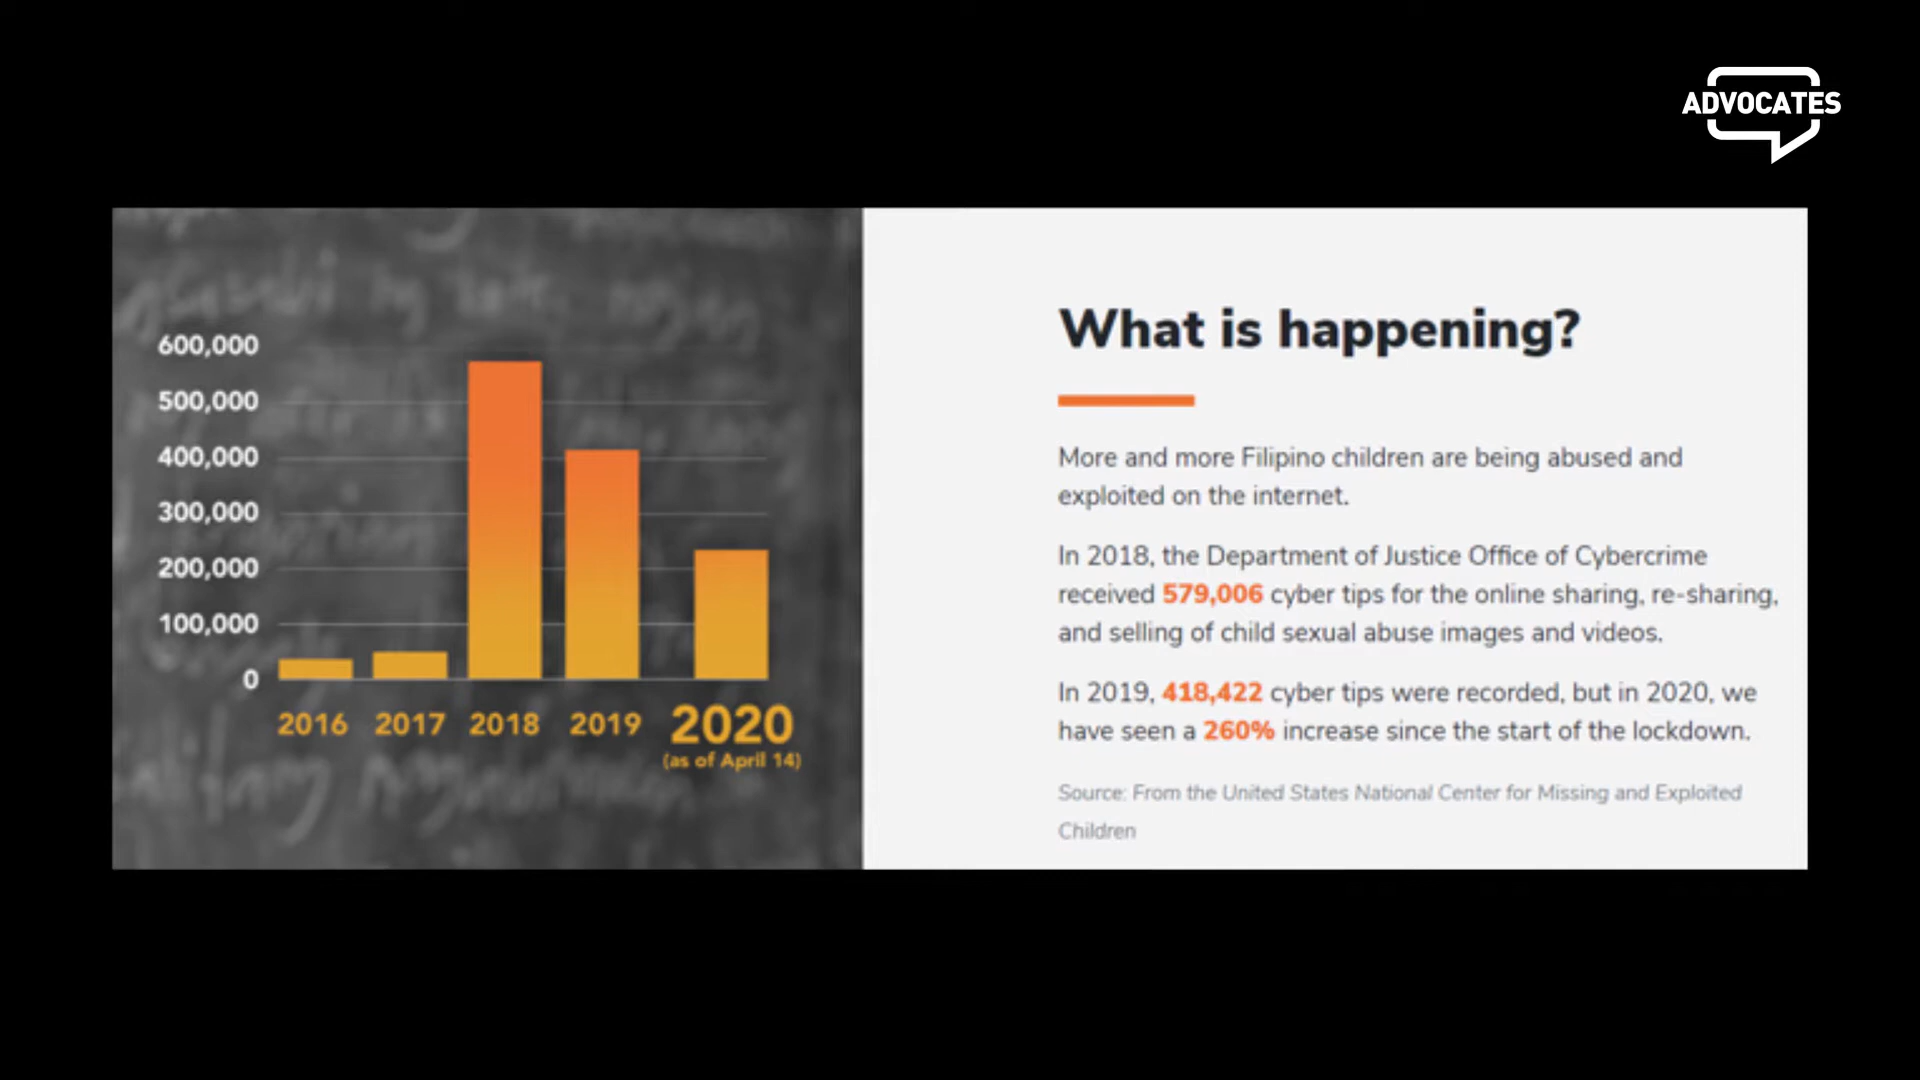 ADVOCATES
600,000
500,000
400,000
300,000
200,000
100,000
0
2016 2017 2018 2019 2020
(as of April 14)
What is happening?
More and more Filipino children are being abused and
exploited on the internet.
In 2018, the Department of Justice Office of Cybercrime
received 579,006 cyber tips for the online sharing, re-sharing,
and selling of child sexual abuse images and videos.
In 2019, 418,422 cyber tips were recorded, but in 2020, we
have seen a 260% increase since the start of the lockdown.
Source: From the United States National Center for Missing and Exploited
Children